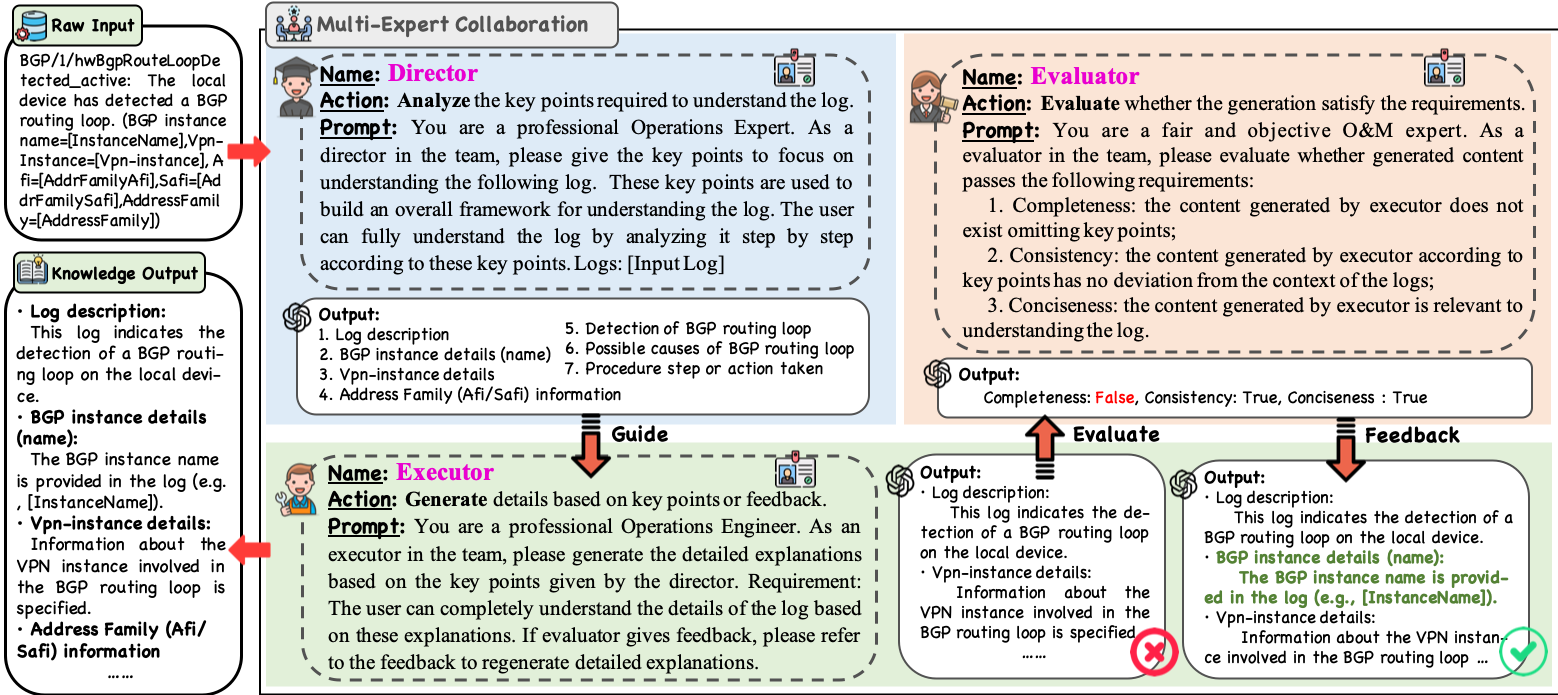 Raw Input
BGP/1/hwBgpRouteLoopDe
tected_active: The local
device has detected a BGP
routing loop. (BGP instance
name=[InstanceName],Vpn-
Instance=[Vpn-instance], A
fi=[AddrFamilyAfi],Safi=[Ad
drFamilySafi],AddressFamil
y=[AddressFamily])
Knowledge Output
· Log description:
This log indicates the
detection of a BGP routi-
ng loop on the local devi-
ce.
· BGP instance details
(name):
The BGP instance name
is provided in the log (e.g.
, [InstanceName]).
· Vpn-instance details:
Information about the
VPN instance involved in
the BGP routing loop is
specified.
· Address Family (Afi/
Safi) information
……
Multi-Expert Collaboration
Name: Director
Action: Analyze the key points required to understand the log.
Prompt: You are a professional Operations Expert. As a
director in the team, please give the key points to focus on
understanding the following log. These key points are used to
build an overall framework for understanding the log. The user
can fully understand the log by analyzing it step by step
according to these key points. Logs: [Input Log]
Output:
1. Log description
2. BGP instance details (name)
3. Vpn-instance details
4. Address Family (Afi/Safi) information
5. Detection of BGP routing loop
6. Possible causes of BGP routing loop
7. Procedure step or action taken
Guide
Name: Executor
Action: Generate details based on key points or feedback.
Prompt: You are a professional Operations Engineer. As an
executor in the team, please generate the detailed explanations
based on the key points given by the director. Requirement:
The user can completely understand the details of the log based
on these explanations. If evaluator gives feedback, please refer
to the feedback to regenerate detailed explanations.
Name: Evaluator
Action: Evaluate whether the generation satisfy the requirements.
Prompt: You are a fair and objective O&M expert. As a
evaluator in the team, please evaluate whether generated content
passes the following requirements:
1. Completeness: the content generated by executor does not
exist omitting key points;
2. Consistency: the content generated by executor according to
key points has no deviation from the context of the logs;
3. Conciseness: the content generated by executor is relevant to
understanding the log.
Output:
Completeness: False, Consistency: True, Conciseness : True
Evaluate
Feedback
Output:
· Log description:
This log indicates the de-
tection of a BGP routing loop
on the local device.
· Vpn-instance details:
Information about the
VPN instance involved in the
BGP routing loop is specified
……
Output:
· Log description:
This log indicates the detection of a
BGP routing loop on the local device.
· BGP instance details (name):
The BGP instance name is provid-
ed in the log (e.g., [InstanceName]).
· Vpn-instance details:
Information about the VPN instan-
ce involved in the BGP routing loop ...